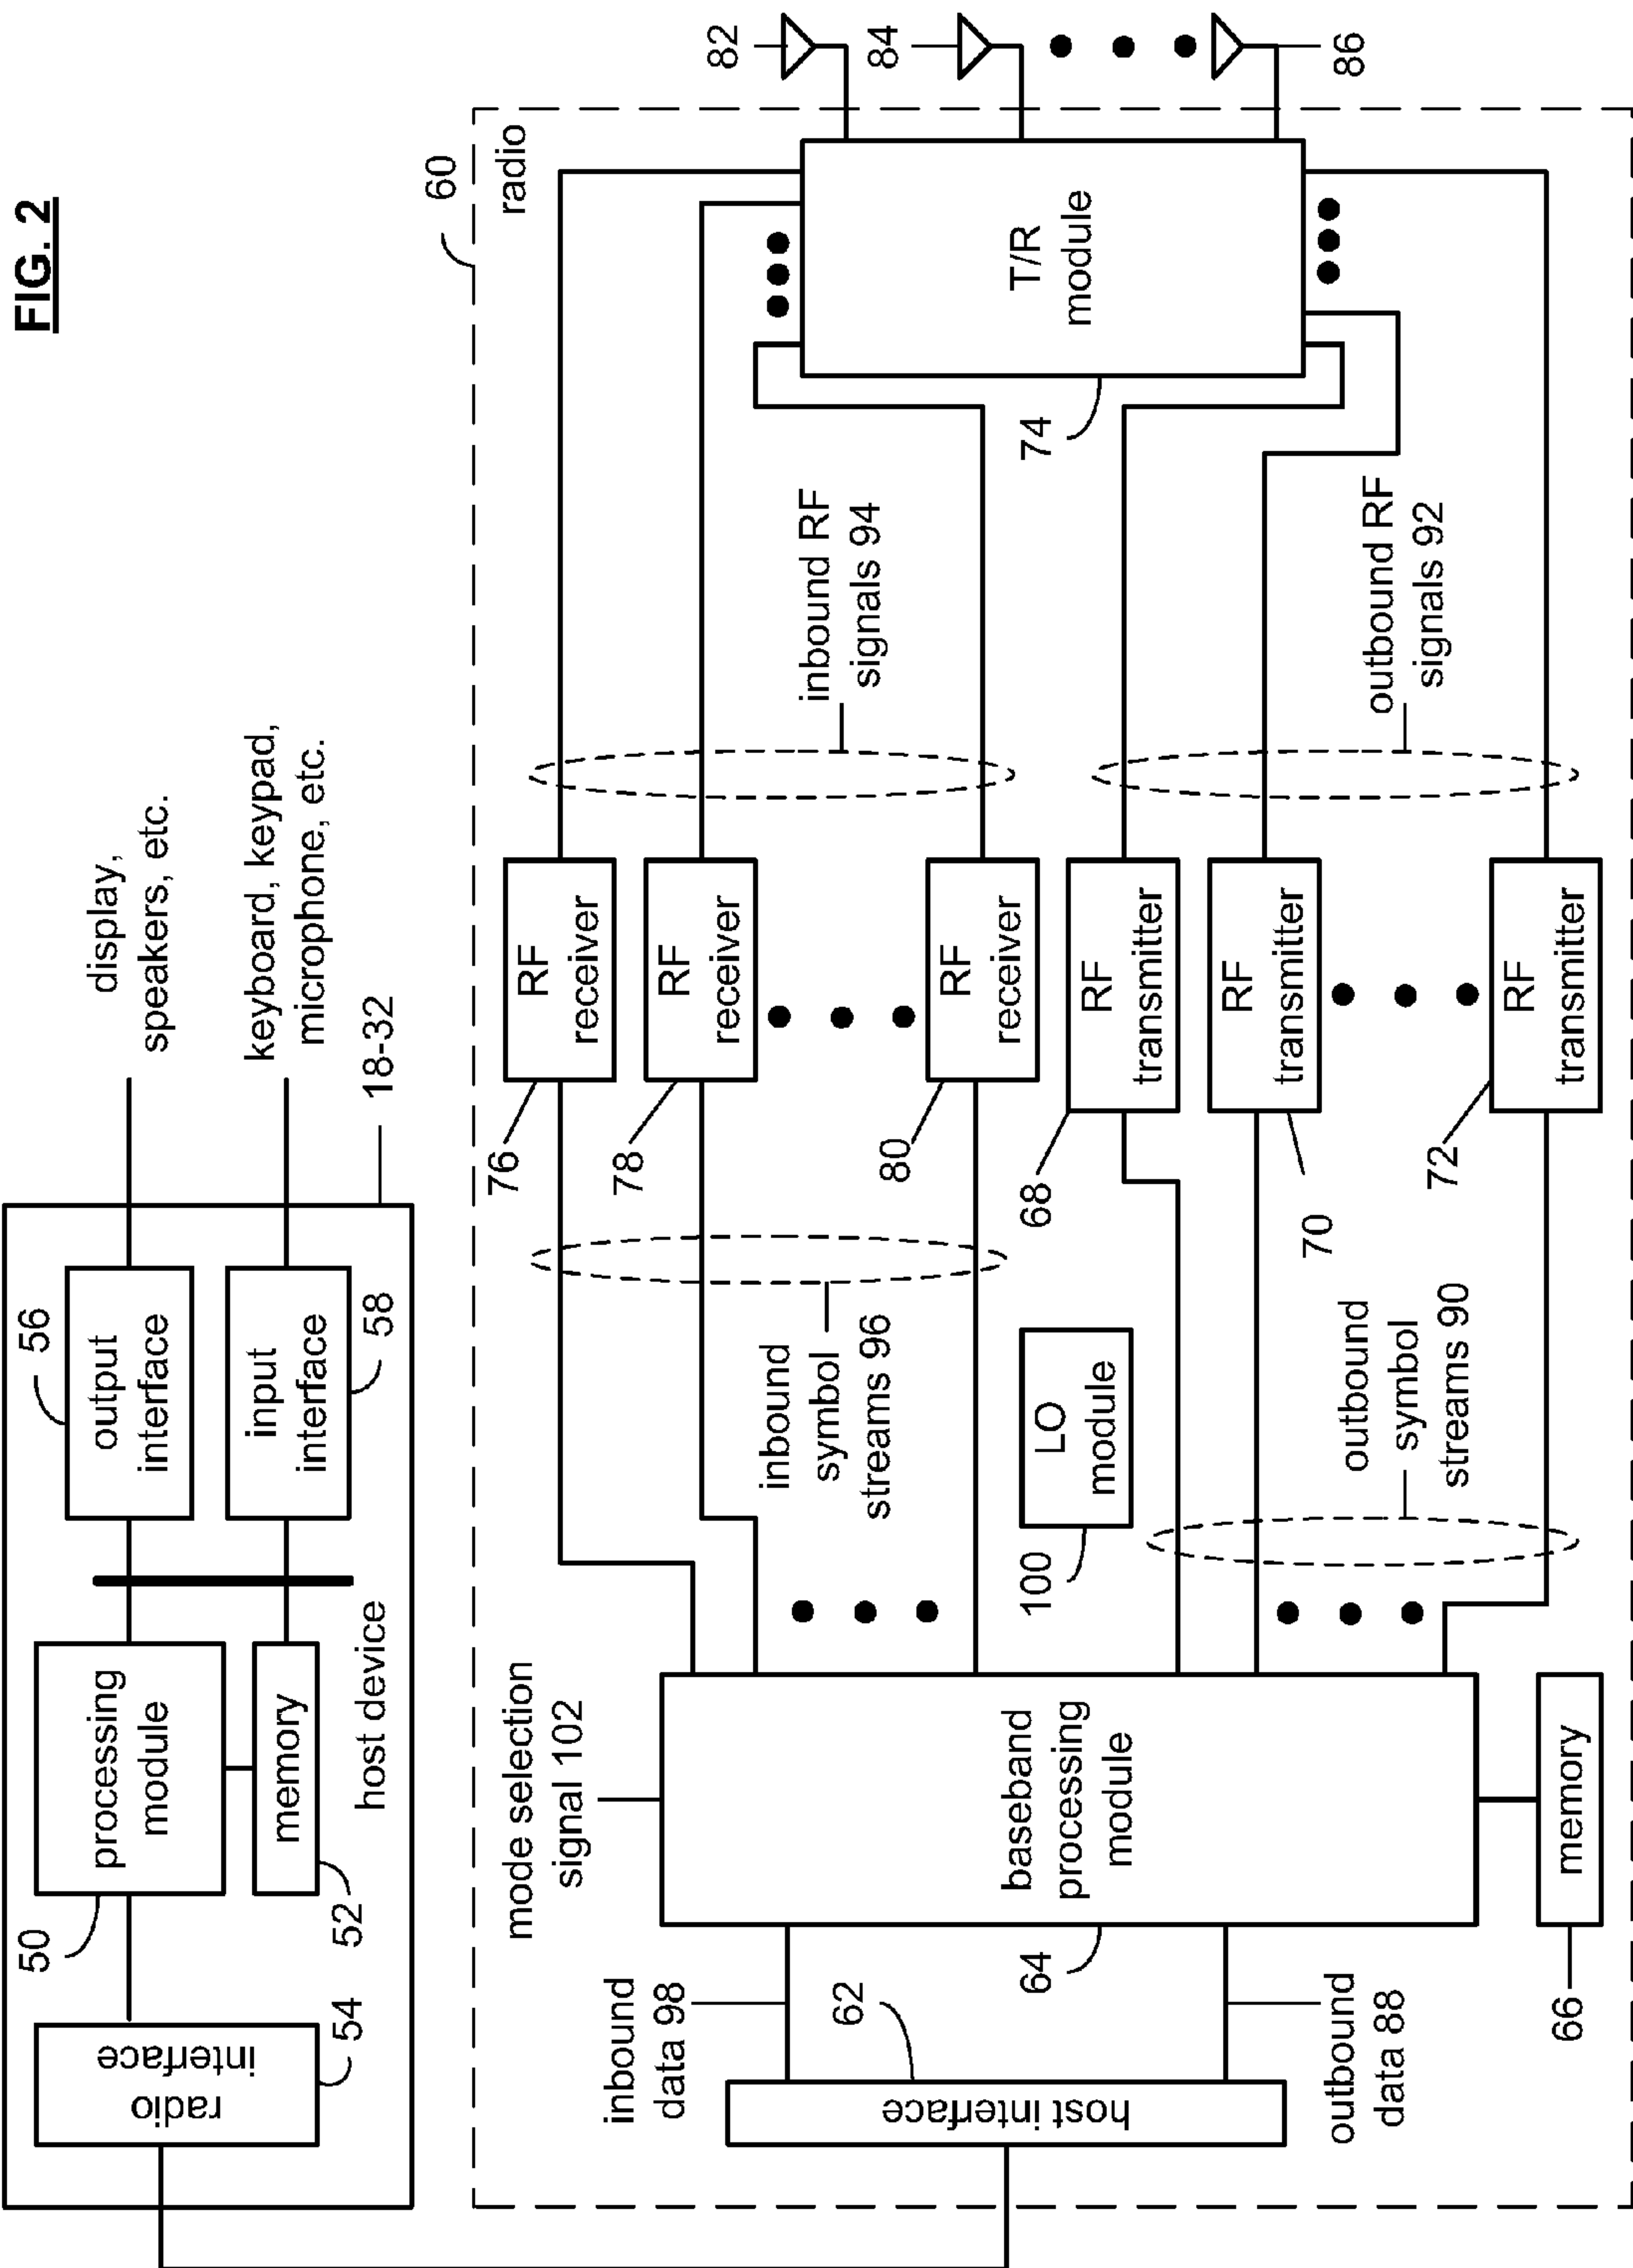 FIG. 2
50
processing
module
memory
52
host device
radio
interface
54
56
output
interface
input
interface
58
display,
speakers, etc.
keyboard, keypad,
microphone, etc.
18-32
60
radio
mode selection
signal 102
inbound
data 98
62
host interface
64
baseband
processing
module
outbound
data 88
66
memory
inbound
symbol
streams 96
100
LO
module
outbound
symbol
streams 90
76
RF
receiver
78
RF
receiver
80
RF
receiver
68
RF
transmitter
70
RF
transmitter
72
RF
transmitter
inbound RF
signals 94
outbound RF
signals 92
74
T/R
module
82
84
86